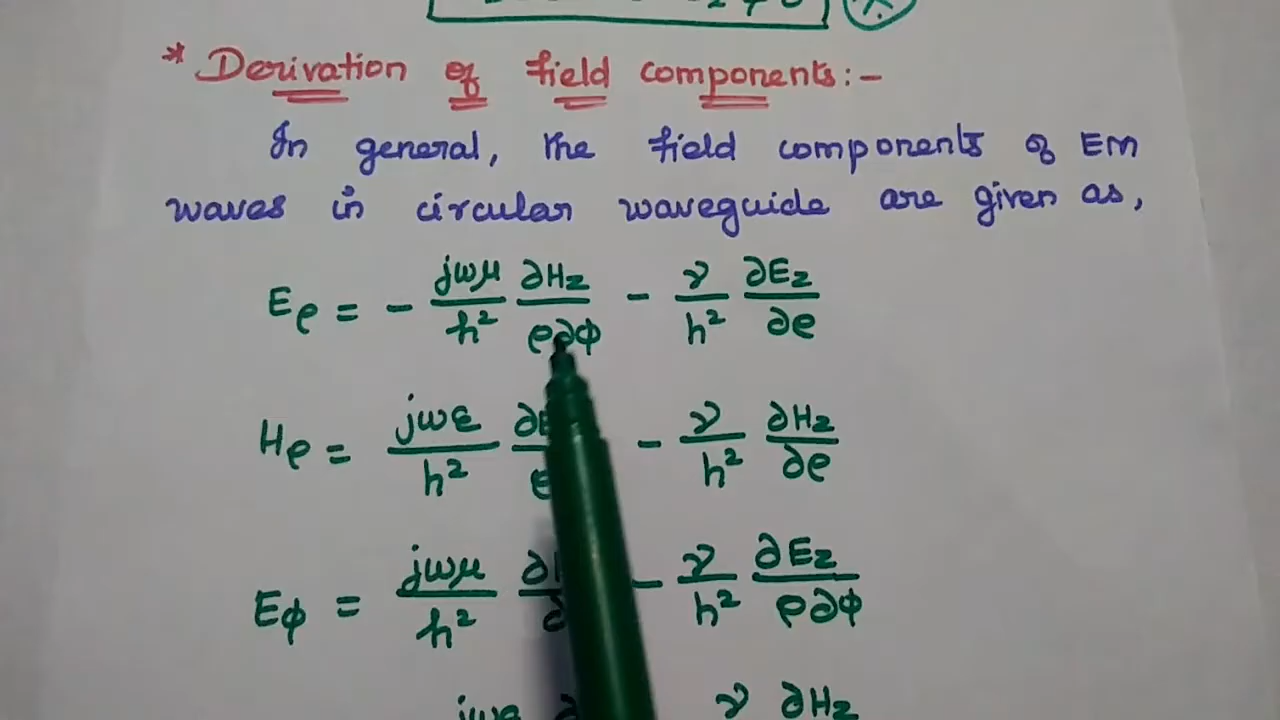 * Derivation of field components:-
In general, the field components of EM
waves in circular waveguide are given as,
Eρ = - jωμ/h² ∂Hz/ρ∂φ - γ/h² ∂Ez/∂ρ
Hρ = jωε/h² ∂E - γ/h² ∂Hz/∂ρ
Eφ = jωμ/h² ∂ - γ/h² ∂Ez/ρ∂φ
γ ∂Hz